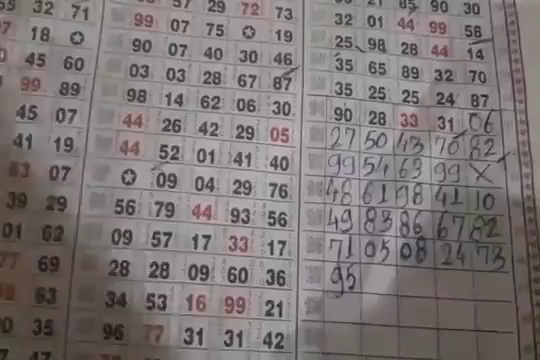 32 71
29 72 73
85 90 30
18 ✪
99 07 75 ✪ 19
32 01 44 99 58
45 60
90 07 40 30 46
25 98 28 44 14
99 89
03 03 28 67 87
35 65 89 32 70
45 07
98 14 62 06 30
35 25 25 24 87
41 19
44 26 42 29 05
90 28 33 31 06
07
44 52 01 41 40
27 50 43 70 82
39 29
✪ 09 04 29 76
99 54 63 99 X
01 62
56 79 44 93 56
48 61 98 41 10
69
09 57 17 33 17
49 83 86 67 82
63
28 28 09 60 36
71 05 08 24 73
35
34 53 16 99 21
95
96 77 31 31 42